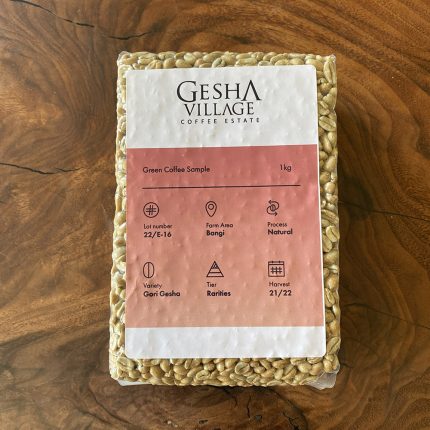 GESHA
VILLAGE
COFFEE ESTATE
Green Coffee Sample 1kg
Lot number Farm Area Process
22/E-16 Bangi Natural
Variety Tier Harvest
Gori Gesha Rarities 21/22